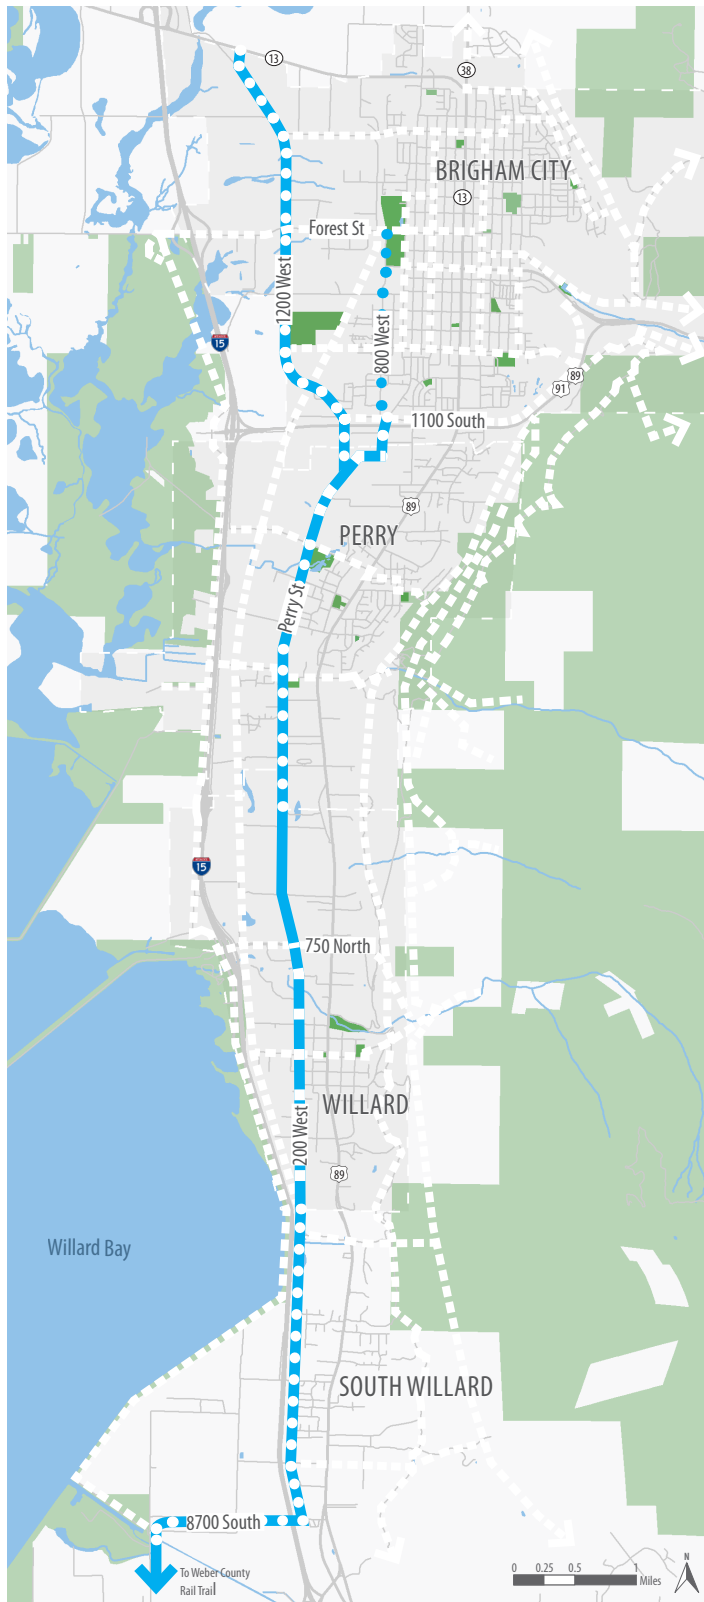 13
38
BRIGHAM CITY
13
Forest St
1200 West
15
800 West
89
91
1100 South
89
PERRY
Perry St
15
750 North
WILLARD
200 West
89
Willard Bay
SOUTH WILLARD
8700 South
To Weber County
Rail Trail
0 0.25 0.5 1
Miles
N